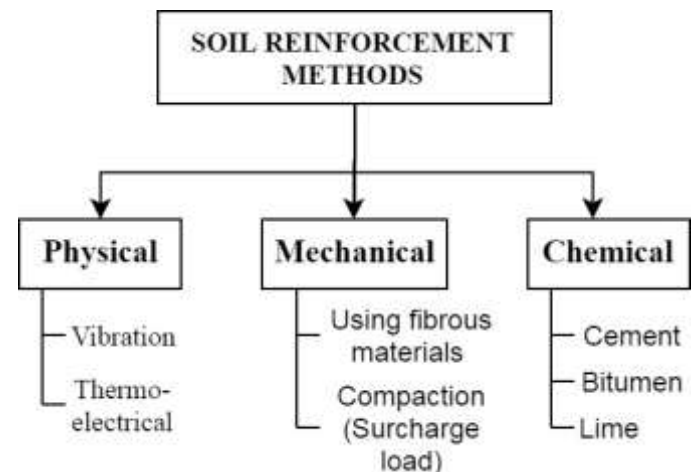 SOIL REINFORCEMENT
METHODS
Physical
Mechanical
Chemical
Vibration
Thermo-
electrical
Using fibrous
materials
Compaction
(Surcharge
load)
Cement
Bitumen
Lime